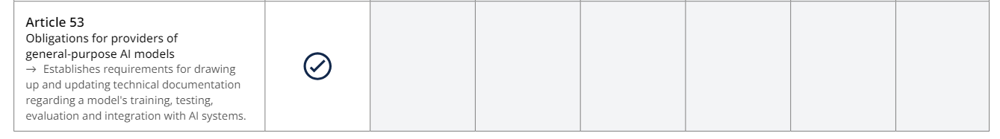 Article 53
Obligations for providers of
general-purpose AI models
→ Establishes requirements for drawing
up and updating technical documentation
regarding a model's training, testing,
evaluation and integration with AI systems.